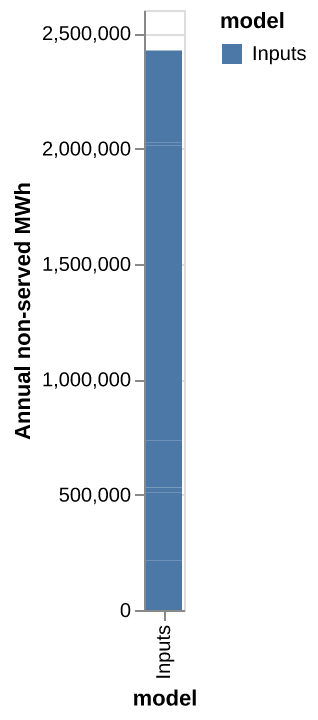 model
Inputs
Annual non-served MWh
2,500,000
2,000,000
1,500,000
1,000,000
500,000
0
Inputs
model